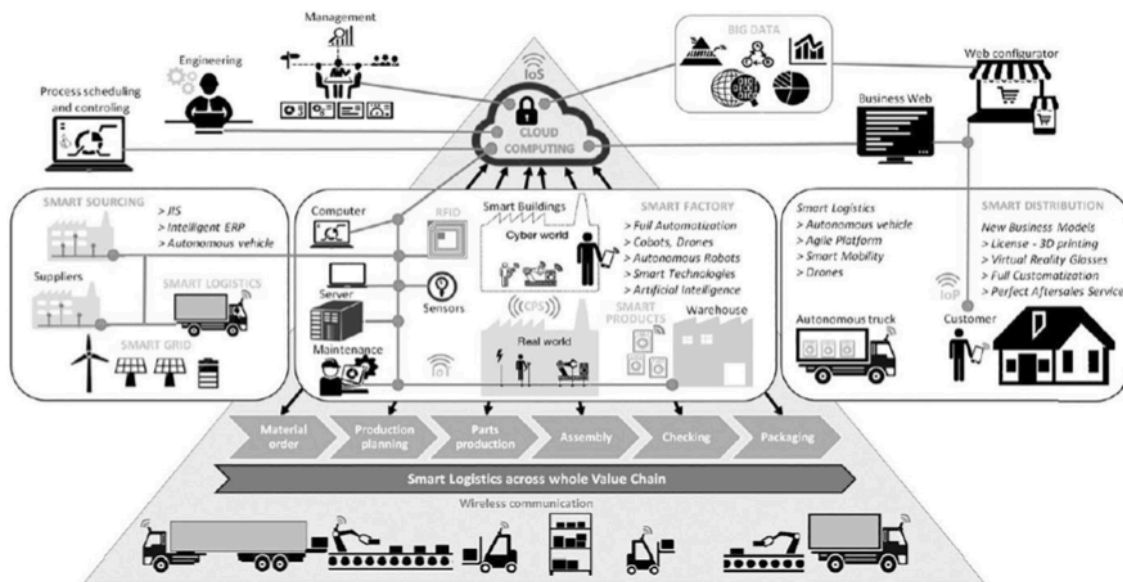 Management
Engineering
Process scheduling
and controling
IoS
CLOUD
COMPUTING
BIG DATA
Web configurator
Business Web
SMART SOURCING
> JIS
> Intelligent ERP
> Autonomous vehicle
Suppliers
SMART LOGISTICS
SMART GRID
Computer
RFID
Server
Sensors
Maintenance
IoT
Smart Buildings
Cyber world
CPS
Real world
SMART FACTORY
> Full Automatization
> Cobots, Drones
> Autonomous Robots
> Smart Technologies
> Artificial Intelligence
SMART
PRODUCTS
Warehouse
Smart Logistics
> Autonomous vehicle
> Agile Platform
> Smart Mobility
> Drones
Autonomous truck
SMART DISTRIBUTION
New Business Models
> License - 3D printing
> Virtual Reality Glasses
> Full Customization
> Perfect Aftersales Service
IoP
Customer
Material
order
Production
planning
Parts
production
Assembly
Checking
Packaging
Smart Logistics across whole Value Chain
Wireless communication